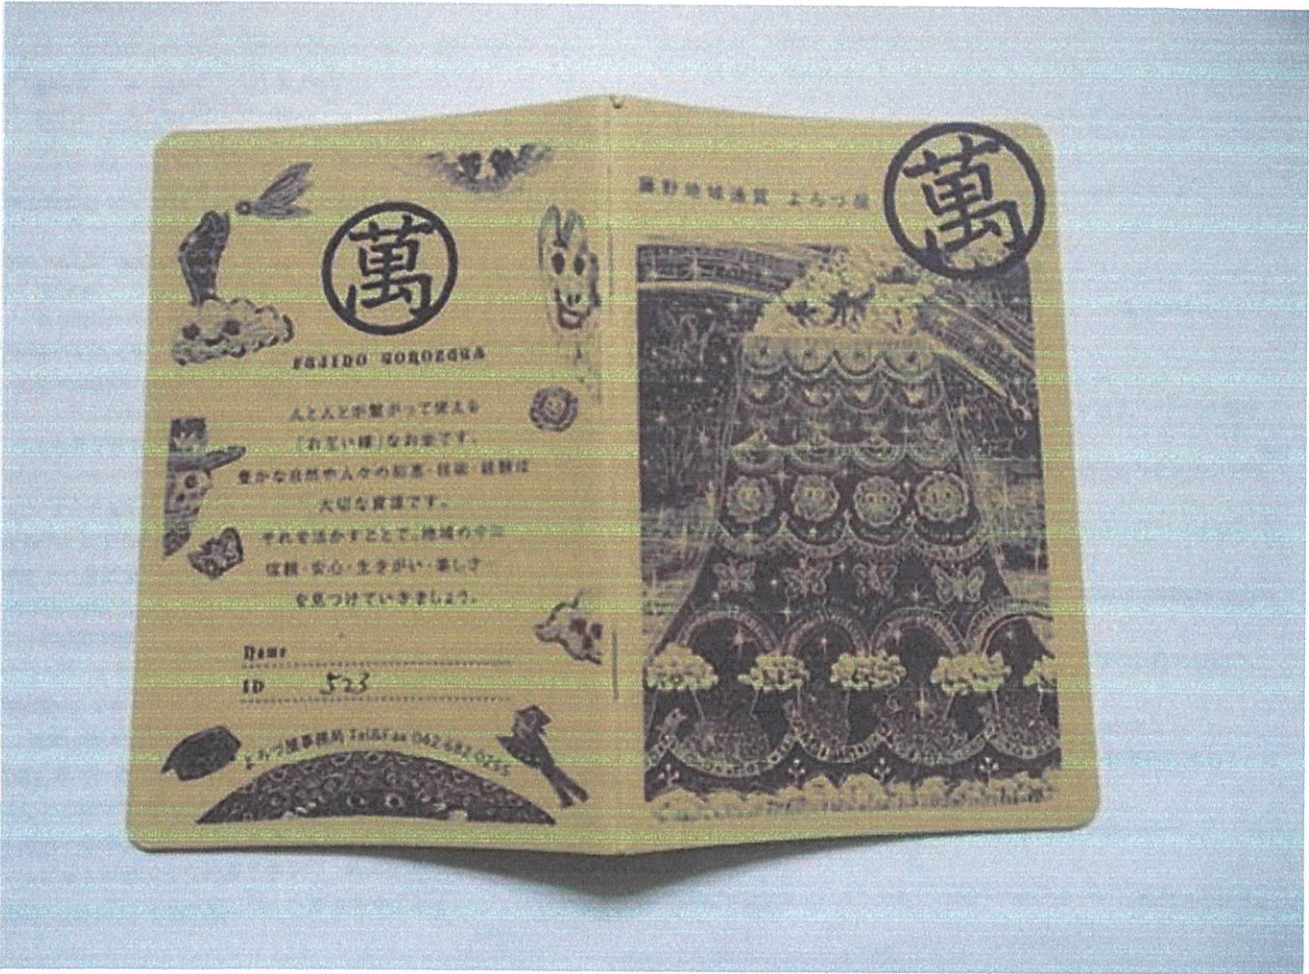 萬
FUJINO YOROZUYA
人と人とが繋がって使える
「お互い様」なお金です。
豊かな自然や人々の知恵・技術・経験は
大切な資源です。
それを活かすことで、地域の中に
信頼・安心・生きがい・楽しさ
を見つけていきましょう。
Name
ID 523
よろづ屋事務局 Tel&Fax 042-682-0255
藤野地域通貨 よろづ屋
萬